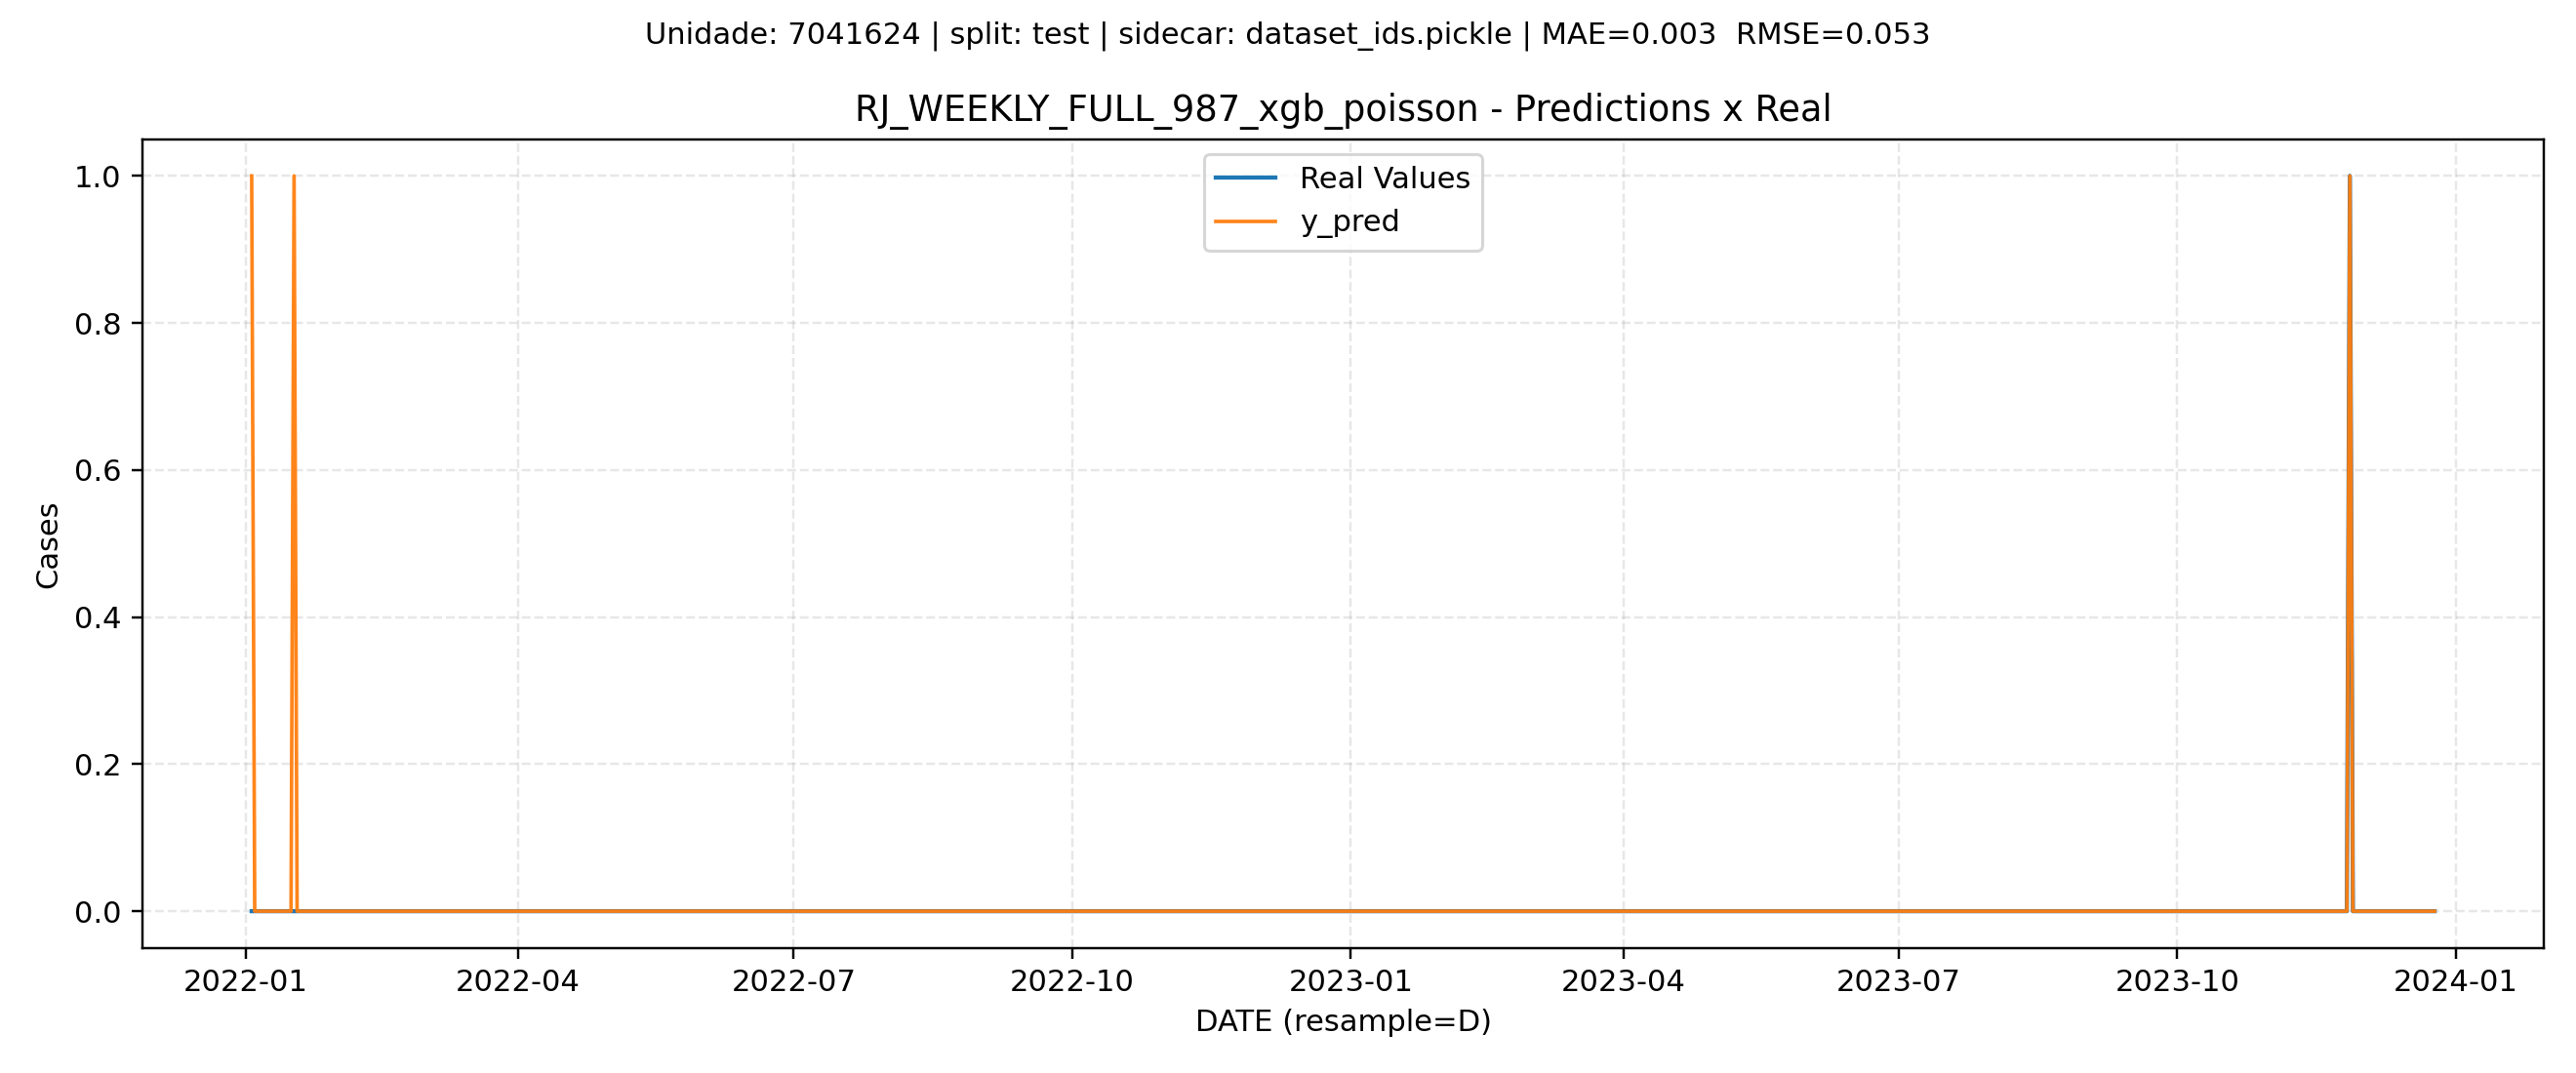 Unidade: 7041624 | split: test | sidecar: dataset_ids.pickle | MAE=0.003  RMSE=0.053
RJ_WEEKLY_FULL_987_xgb_poisson - Predictions x Real
Real Values
y_pred
1.0
0.8
0.6
0.4
0.2
0.0
Cases
2022-01 2022-04 2022-07 2022-10 2023-01 2023-04 2023-07 2023-10 2024-01
DATE (resample=D)